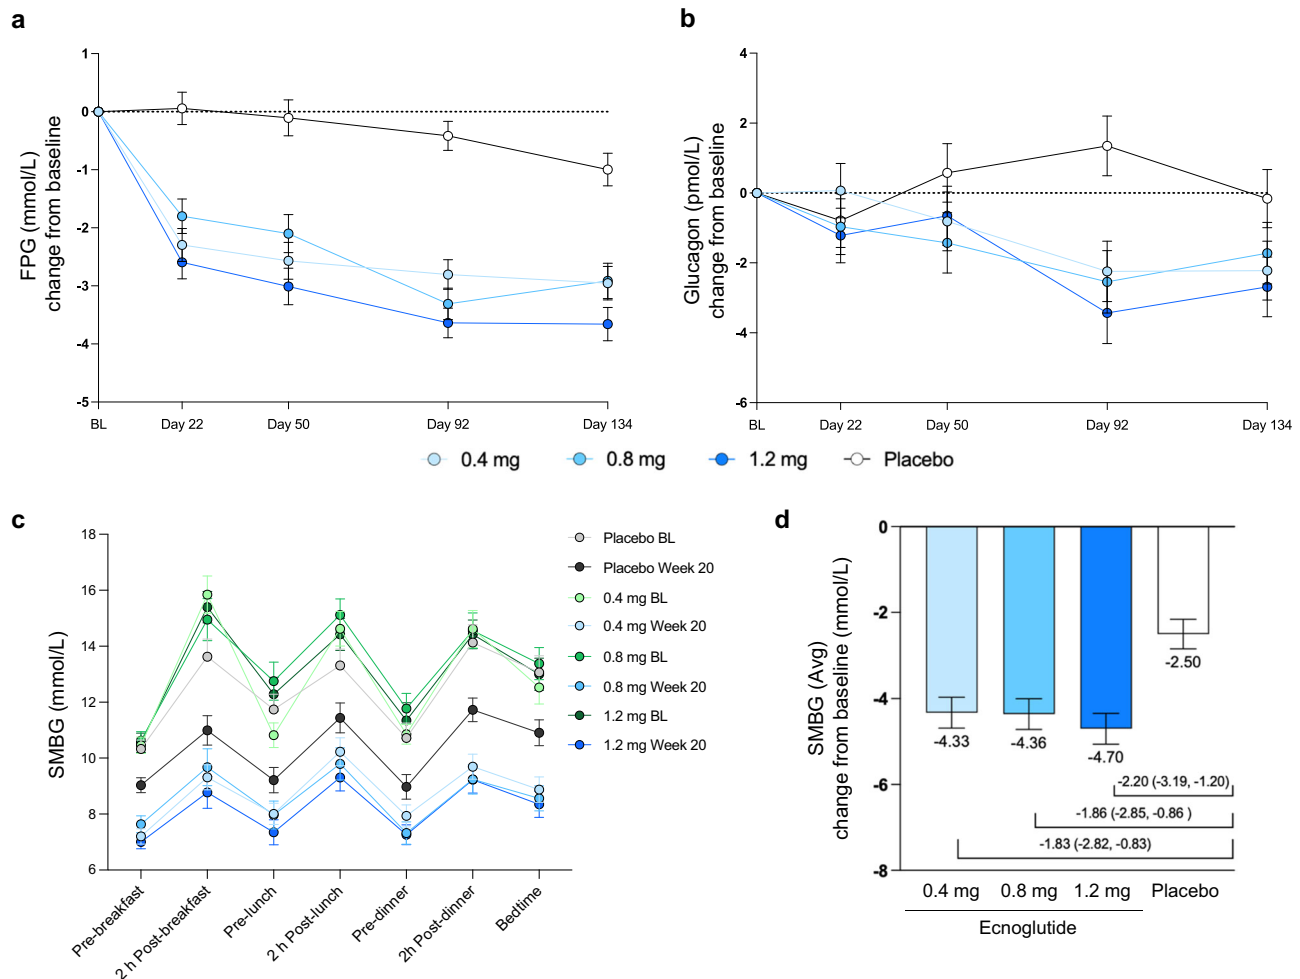 a
FPG (mmol/L)
change from baseline
1
0
-1
-2
-3
-4
-5
BL
Day 22
Day 50
Day 92
Day 134
b
Glucagon (pmol/L)
change from baseline
4
2
0
-2
-4
-6
BL
Day 22
Day 50
Day 92
Day 134
0.4 mg
0.8 mg
1.2 mg
Placebo
c
SMBG (mmol/L)
18
16
14
12
10
8
6
Pre-breakfast
2 h Post-breakfast
Pre-lunch
2 h Post-lunch
Pre-dinner
2h Post-dinner
Bedtime
Placebo BL
Placebo Week 20
0.4 mg BL
0.4 mg Week 20
0.8 mg BL
0.8 mg Week 20
1.2 mg BL
1.2 mg Week 20
d
SMBG (Avg)
change from baseline (mmol/L)
0
-2
-4
-6
-8
-4.33
-4.36
-4.70
-2.50
-2.20 (-3.19, -1.20)
-1.86 (-2.85, -0.86 )
-1.83 (-2.82, -0.83)
0.4 mg
0.8 mg
1.2 mg
Placebo
Ecnoglutide